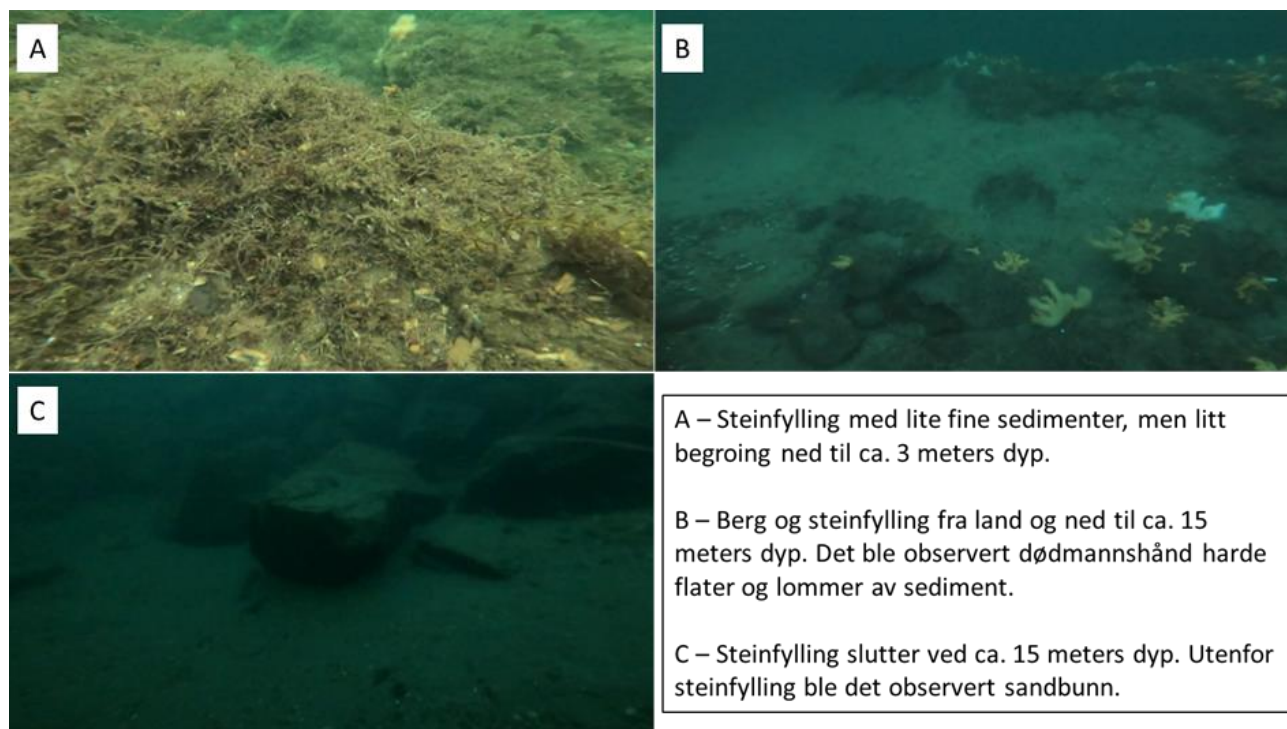 A
B
C
A – Steinfylling med lite fine sedimenter, men litt
begroing ned til ca. 3 meters dyp.
B – Berg og steinfylling fra land og ned til ca. 15
meters dyp. Det ble observert dødmannshånd harde
flater og lommer av sediment.
C – Steinfylling slutter ved ca. 15 meters dyp. Utenfor
steinfylling ble det observert sandbunn.